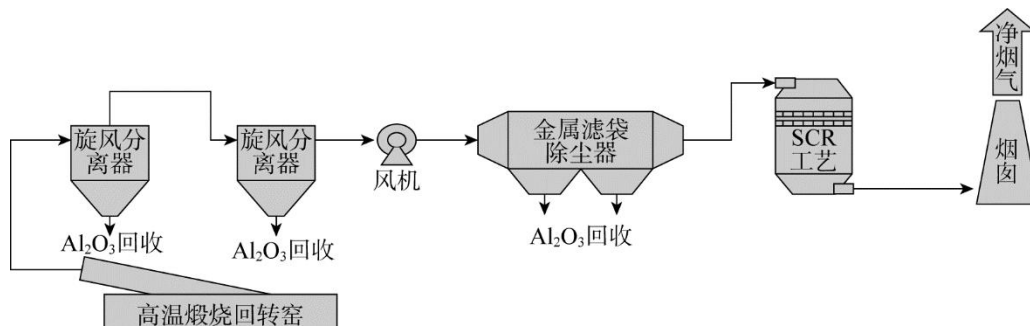 旋风分
离器
Al₂O₃回收
高温煅烧回转窑
旋风分
离器
Al₂O₃回收
风机
金属滤袋
除尘器
Al₂O₃回收
SCR
工艺
净烟气
烟囱